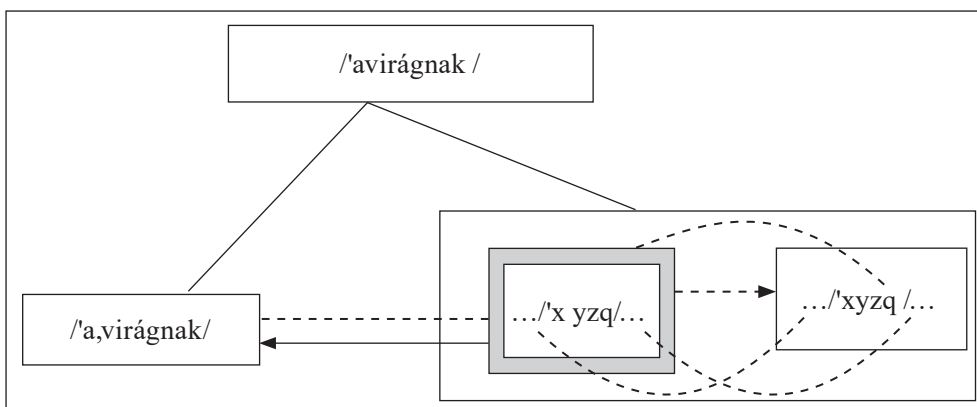 /'avirágnak /
…/'x yzq/…
…/'xyzq /…
/'a,virágnak/